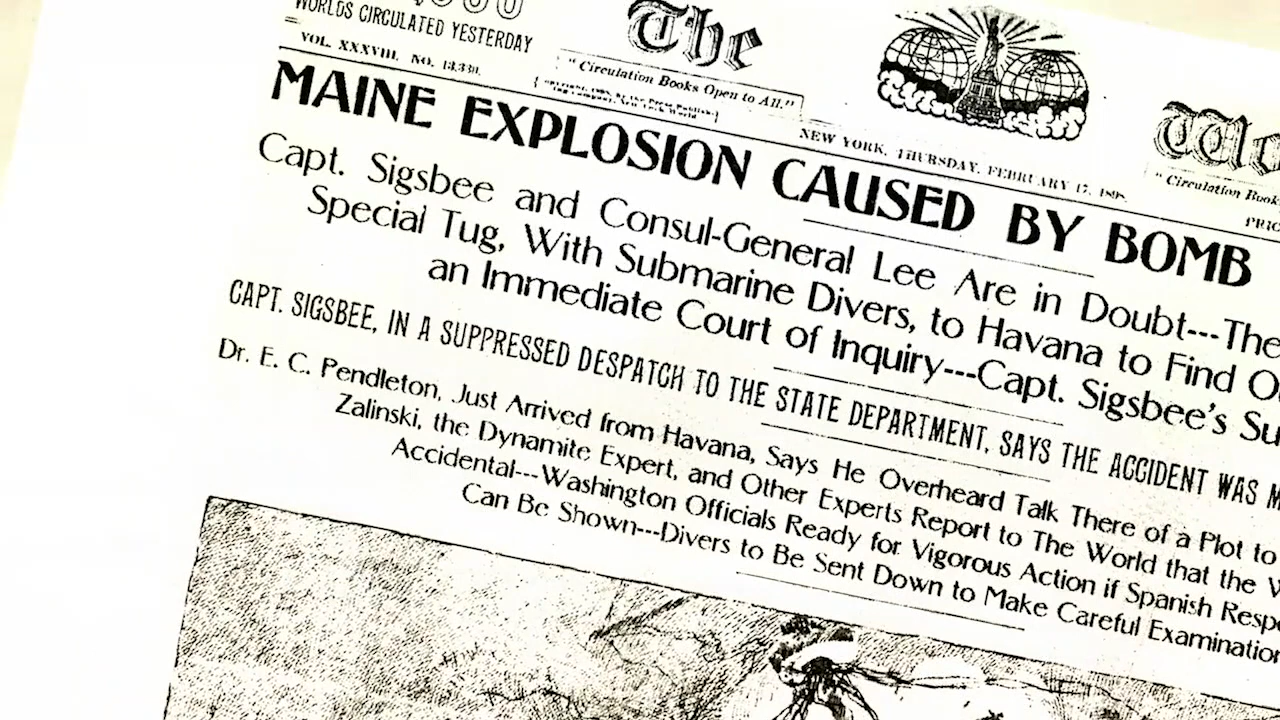 WORLDS CIRCULATED YESTERDAY
VOL. XXXVIII. NO. 13,330.
The
"Circulation Books Open to All."
NEW YORK, THURSDAY, FEBRUARY 17, 1898.
"Circulation Book
PRIC
MAINE EXPLOSION CAUSED BY BOMB
Capt. Sigsbee and Consul-General Lee Are in Doubt---The
Special Tug, With Submarine Divers, to Havana to Find O
an Immediate Court of Inquiry---Capt. Sigsbee's Su
CAPT. SIGSBEE, IN A SUPPRESSED DESPATCH TO THE STATE DEPARTMENT, SAYS THE ACCIDENT WAS M
Dr. E. C. Pendleton, Just Arrived from Havana, Says He Overheard Talk There of a Plot to
Zalinski, the Dynamite Expert, and Other Experts Report to The World that the W
Accidental---Washington Officials Ready for Vigorous Action if Spanish Respo
Can Be Shown---Divers to Be Sent Down to Make Careful Examination